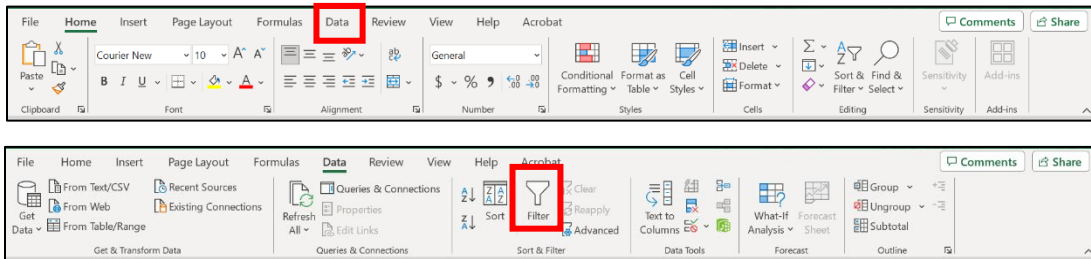 File Home Insert Page Layout Formulas Data Review View Help Acrobat Comments Share
Courier New 10 A A ab General Insert Σ A Z
Paste B I U A $ % 9 .00 Conditional Format as Cell Delete Sort & Find & Sensitivity Add-ins
Formatting Table Styles Format Filter Select
Clipboard Font Alignment Number Styles Cells Editing Sensitivity Add-ins
File Home Insert Page Layout Formulas Data Review View Help Acrobat Comments Share
From Text/CSV Recent Sources Queries & Connections Clear Group
Get From Web Existing Connections Refresh Properties Sort Filter Reapply Text to What-If Forecast Ungroup
Data From Table/Range All Edit Links Advanced Columns Analysis Sheet Subtotal
Get & Transform Data Queries & Connections Sort & Filter Data Tools Forecast Outline